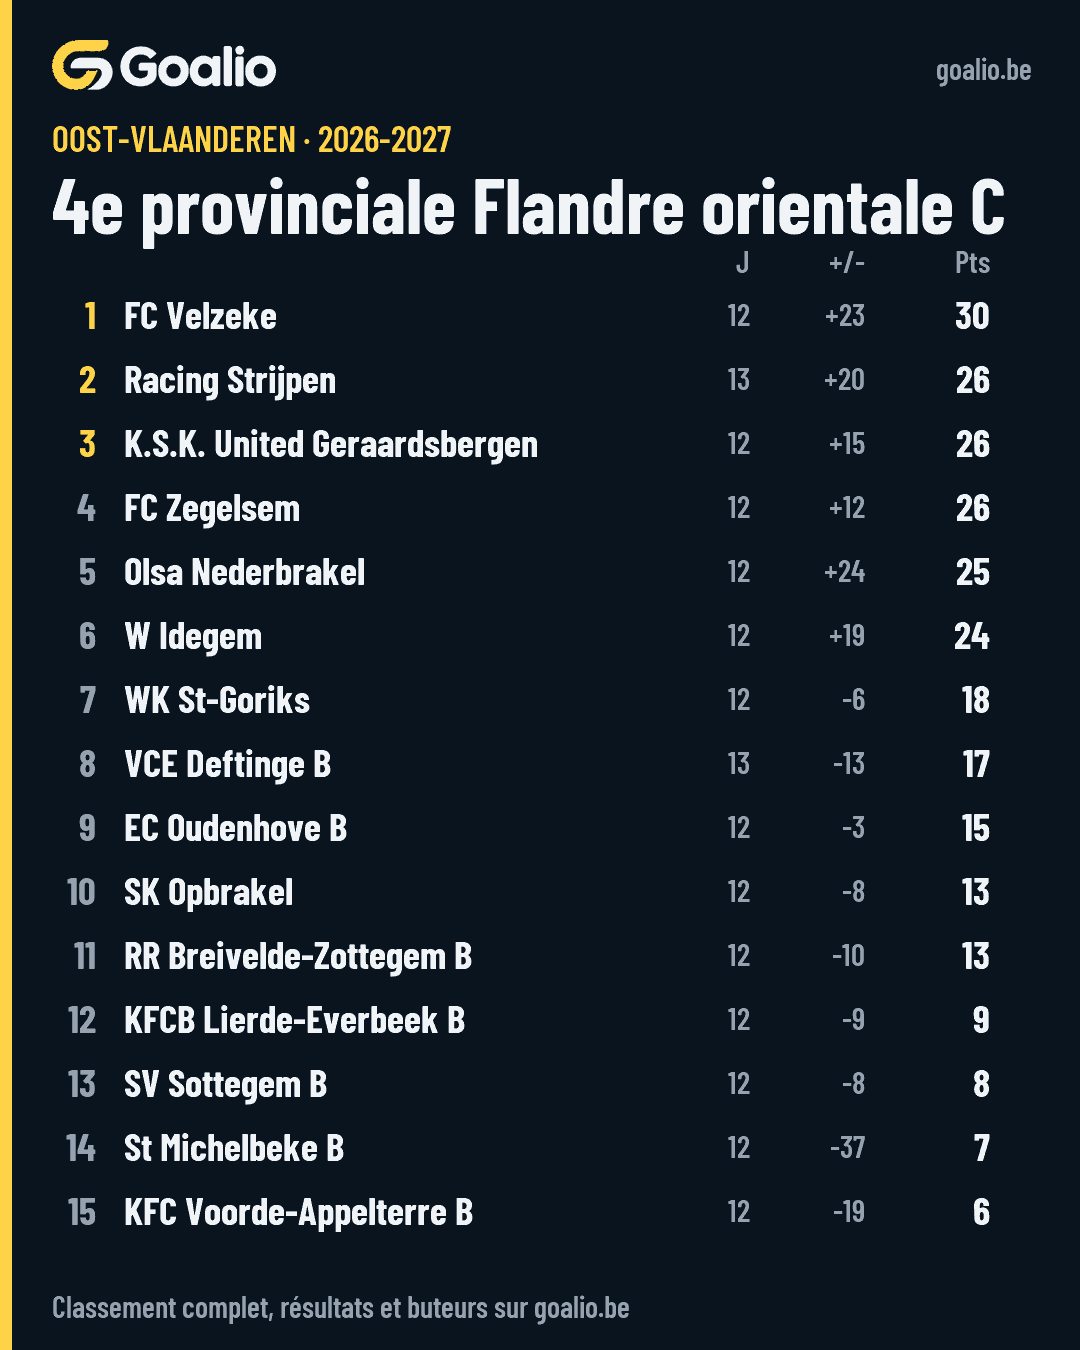 Goalio
goalio.be
OOST-VLAANDEREN · 2026-2027
4e provinciale Flandre orientale C
J +/- Pts
1 FC Velzeke 12 +23 30
2 Racing Strijpen 13 +20 26
3 K.S.K. United Geraardsbergen 12 +15 26
4 FC Zegelsem 12 +12 26
5 Olsa Nederbrakel 12 +24 25
6 W Idegem 12 +19 24
7 WK St-Goriks 12 -6 18
8 VCE Deftinge B 13 -13 17
9 EC Oudenhove B 12 -3 15
10 SK Opbrakel 12 -8 13
11 RR Breivelde-Zottegem B 12 -10 13
12 KFCB Lierde-Everbeek B 12 -9 9
13 SV Sottegem B 12 -8 8
14 St Michelbeke B 12 -37 7
15 KFC Voorde-Appelterre B 12 -19 6
Classement complet, résultats et buteurs sur goalio.be